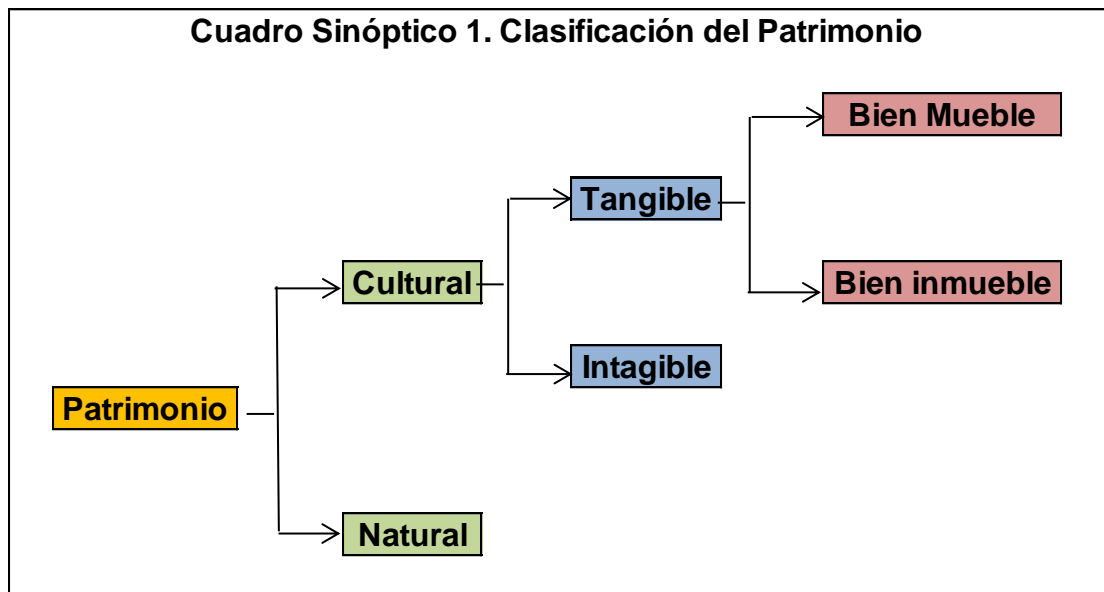 Cuadro Sinóptico 1. Clasificación del Patrimonio
Bien Mueble
Tangible
Cultural
Bien inmueble
Intagible
Patrimonio
Natural